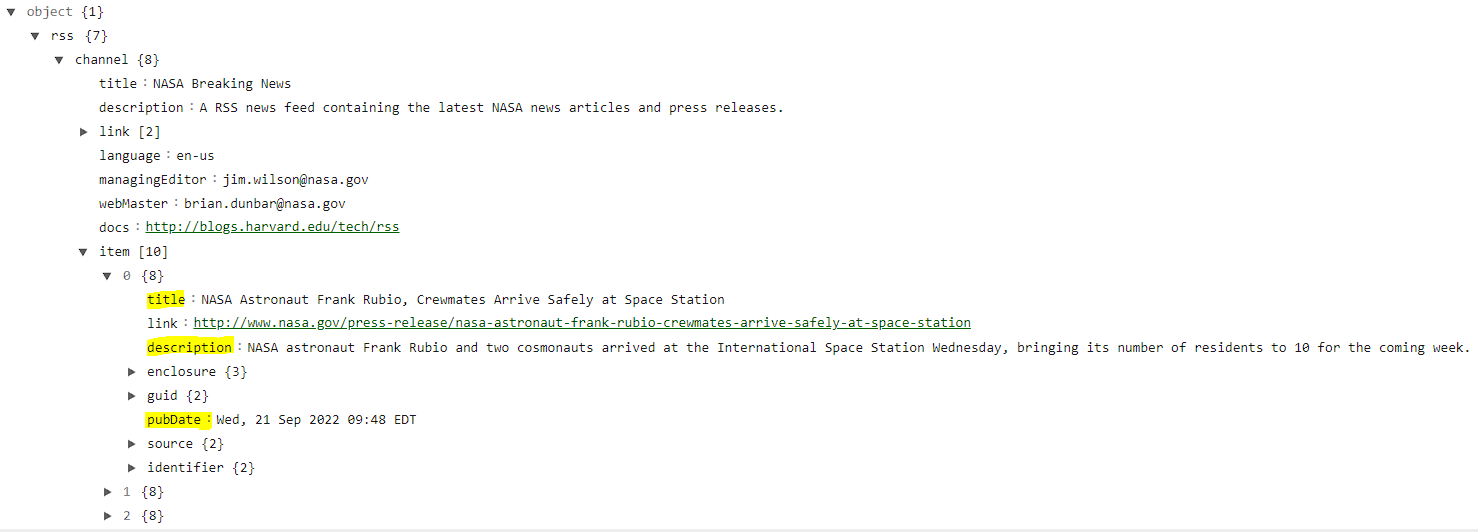 object {1}
rss {7}
channel {8}
title : NASA Breaking News
description : A RSS news feed containing the latest NASA news articles and press releases.
link [2]
language : en-us
managingEditor : jim.wilson@nasa.gov
webMaster : brian.dunbar@nasa.gov
docs : http://blogs.harvard.edu/tech/rss
item [10]
0 {8}
title : NASA Astronaut Frank Rubio, Crewmates Arrive Safely at Space Station
link : http://www.nasa.gov/press-release/nasa-astronaut-frank-rubio-crewmates-arrive-safely-at-space-station
description : NASA astronaut Frank Rubio and two cosmonauts arrived at the International Space Station Wednesday, bringing its number of residents to 10 for the coming week.
enclosure {3}
guid {2}
pubDate : Wed, 21 Sep 2022 09:48 EDT
source {2}
identifier {2}
1 {8}
2 {8}